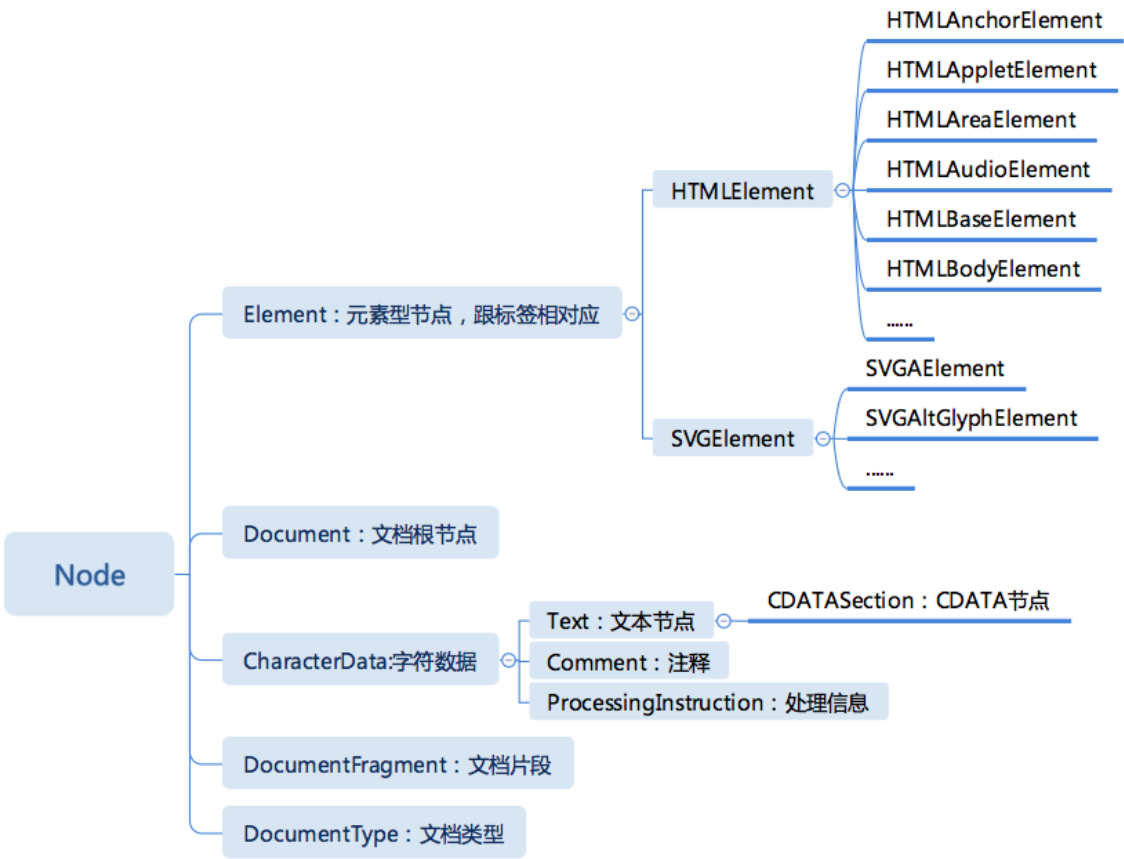 Node
Element：元素型节点，跟标签相对应
HTMLElement
HTMLAnchorElement
HTMLAppletElement
HTMLAreaElement
HTMLAudioElement
HTMLBaseElement
HTMLBodyElement
……
SVGElement
SVGAElement
SVGAltGlyphElement
……
Document：文档根节点
CharacterData:字符数据
Text：文本节点
CDATASection：CDATA节点
Comment：注释
ProcessingInstruction：处理信息
DocumentFragment：文档片段
DocumentType：文档类型